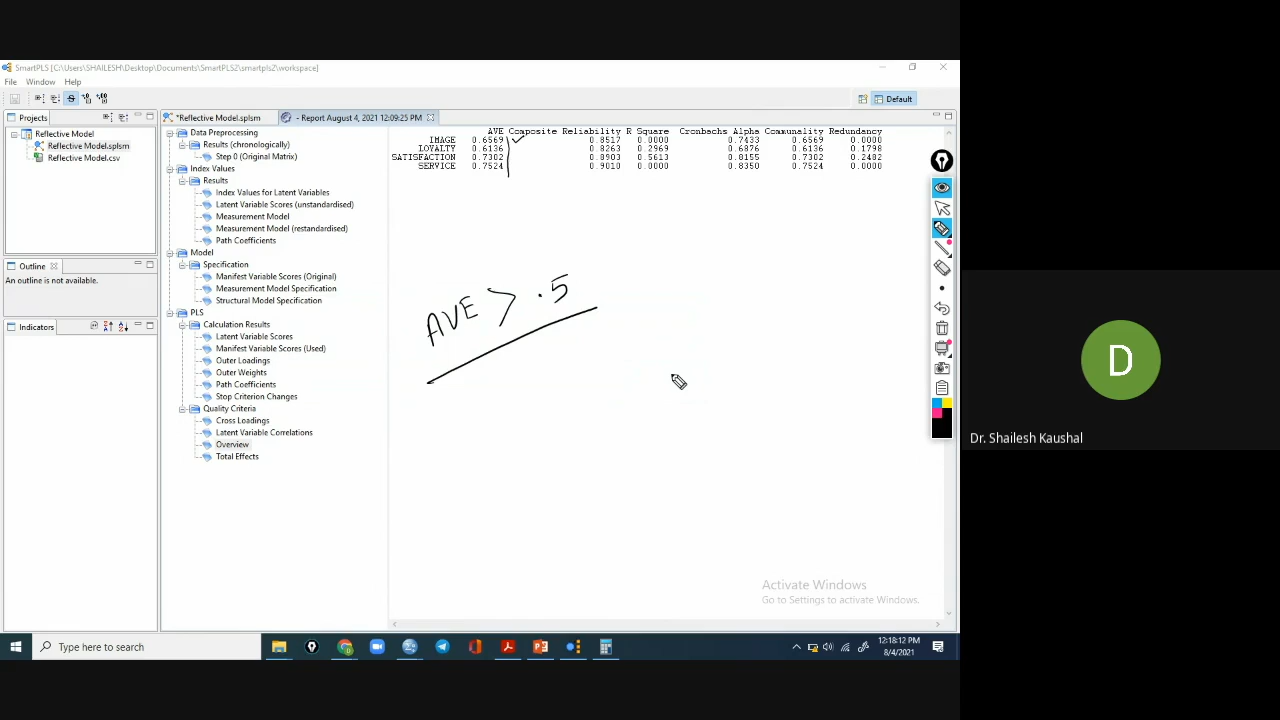 SmartPLS [C:\Users\SHAILESH\Desktop\Documents\SmartPLS2\smartpls2\workspace]
File Window Help
Default
Projects
Reflective Model
Reflective Model.splsm
Reflective Model.csv
Outline
An outline is not available.
Indicators
*Reflective Model.splsm
- Report August 4, 2021 12:09:25 PM
Data Preprocessing
Results (chronologically)
Step 0 (Original Matrix)
Index Values
Results
Index Values for Latent Variables
Latent Variable Scores (unstandardised)
Measurement Model
Measurement Model (restandardised)
Path Coefficients
Model
Specification
Manifest Variable Scores (Original)
Measurement Model Specification
Structural Model Specification
PLS
Calculation Results
Latent Variable Scores
Manifest Variable Scores (Used)
Outer Loadings
Outer Weights
Path Coefficients
Stop Criterion Changes
Quality Criteria
Cross Loadings
Latent Variable Correlations
Overview
Total Effects
AVE Composite Reliability R Square Cronbachs Alpha Communality Redundancy
IMAGE 0.6569 0.8517 0.0000 0.7433 0.6569 0.0000
LOYALTY 0.6136 0.8263 0.2969 0.6876 0.6136 0.1798
SATISFACTION 0.7302 0.8903 0.5613 0.8155 0.7302 0.2482
SERVICE 0.7524 0.9010 0.0000 0.8350 0.7524 0.0000
AVE > .5
Activate Windows
Go to Settings to activate Windows.
Type here to search
12:18:12 PM
8/4/2021
D
Dr. Shailesh Kaushal